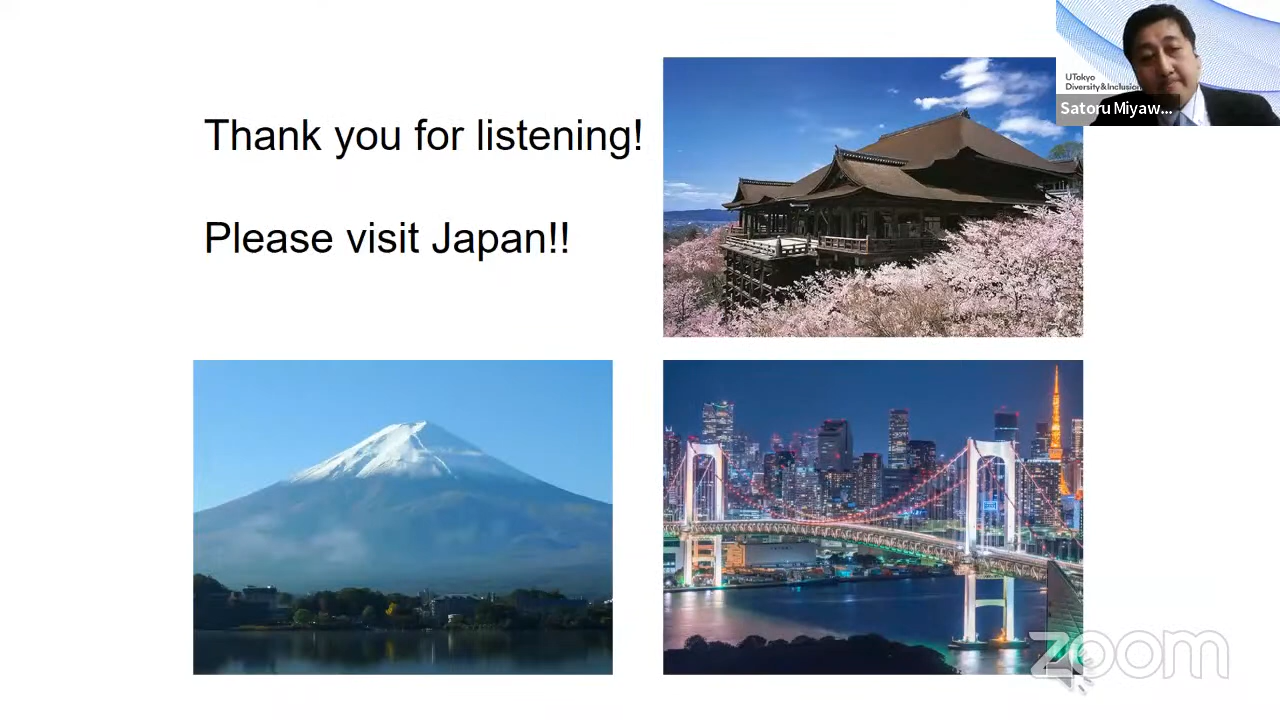 Thank you for listening!
Please visit Japan!!
UTokyo
Diversity&Inclusion
Satoru Miyaw...
zoom